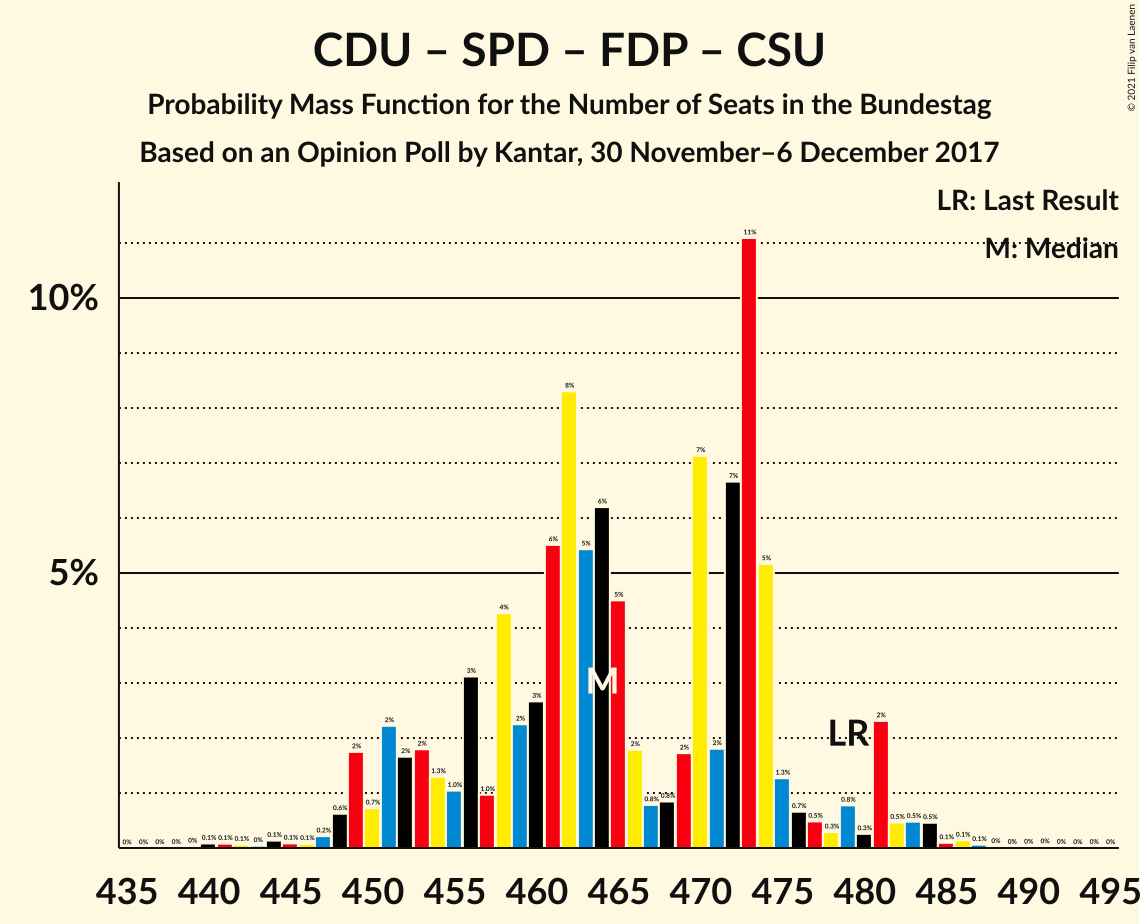 CDU – SPD – FDP – CSU
Probability Mass Function for the Number of Seats in the Bundestag
Based on an Opinion Poll by Kantar, 30 November–6 December 2017
© 2021 Filip van Laenen
LR: Last Result
M: Median
10%
5%
0% 0% 0% 0% 0% 0.1% 0.1% 0.1% 0% 0.1% 0.1% 0.1% 0.2% 0.6% 2% 0.7% 2% 2% 2% 1.3% 1.0% 3% 1.0% 4% 2% 3% 6% 8% 5% 6% 5% 2% 0.8% 0.8% 2% 7% 2% 7% 11% 5% 1.3% 0.7% 0.5% 0.3% 0.8% 0.3% 2% 0.5% 0.5% 0.5% 0.1% 0.1% 0.1% 0% 0% 0% 0% 0% 0% 0% 0%
M
LR
435 440 445 450 455 460 465 470 475 480 485 490 495